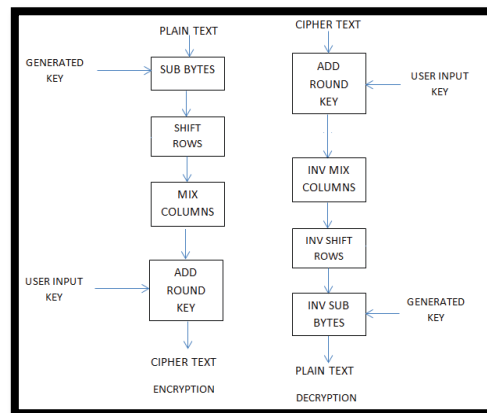 PLAIN TEXT
GENERATED
KEY
SUB BYTES
SHIFT
ROWS
MIX
COLUMNS
USER INPUT
KEY
ADD
ROUND
KEY
CIPHER TEXT
ENCRYPTION
CIPHER TEXT
ADD
ROUND
KEY
USER INPUT
KEY
INV MIX
COLUMNS
INV SHIFT
ROWS
INV SUB
BYTES
GENERATED
KEY
PLAIN TEXT
DECRYPTION